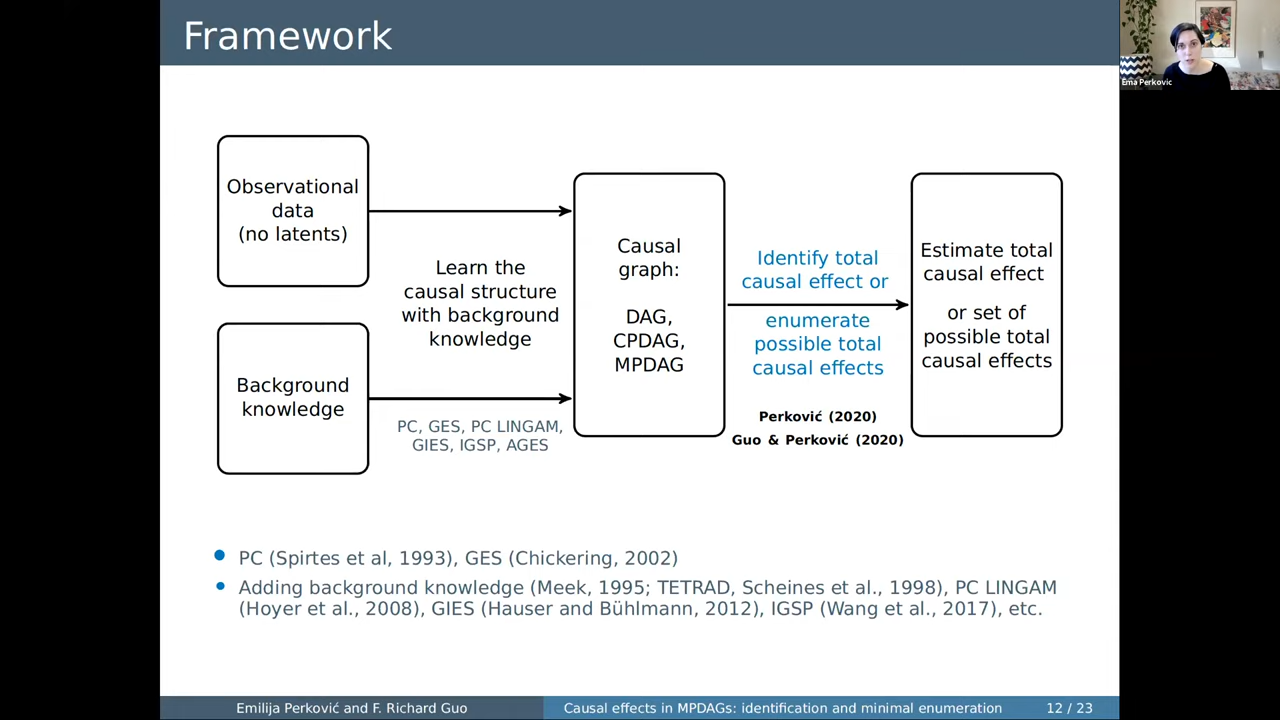 Framework
Ema Perkovic
Observational
data
(no latents)
Background
knowledge
Learn the
causal structure
with background
knowledge
PC, GES, PC LINGAM,
GIES, IGSP, AGES
Causal
graph:
DAG,
CPDAG,
MPDAG
Identify total
causal effect or
enumerate
possible total
causal effects
Perković (2020)
Guo & Perković (2020)
Estimate total
causal effect
or set of
possible total
causal effects
PC (Spirtes et al, 1993), GES (Chickering, 2002)
Adding background knowledge (Meek, 1995; TETRAD, Scheines et al., 1998), PC LINGAM
(Hoyer et al., 2008), GIES (Hauser and Bühlmann, 2012), IGSP (Wang et al., 2017), etc.
Emilija Perković and F. Richard Guo
Causal effects in MPDAGs: identification and minimal enumeration
12 / 23